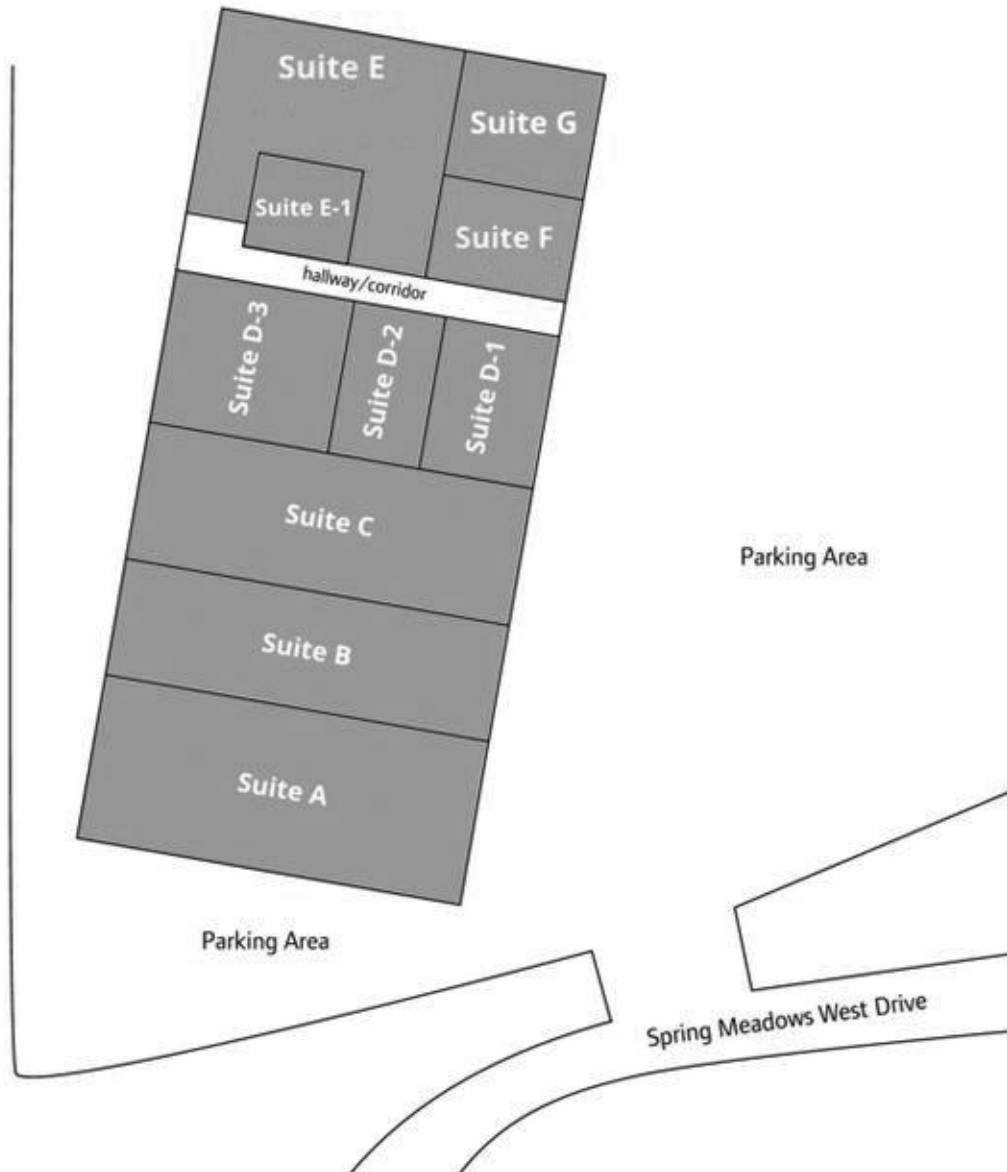 Suite E
Suite G
Suite E-1
Suite F
hallway/corridor
Suite D-3
Suite D-2
Suite D-1
Suite C
Parking Area
Suite B
Suite A
Parking Area
Spring Meadows West Drive